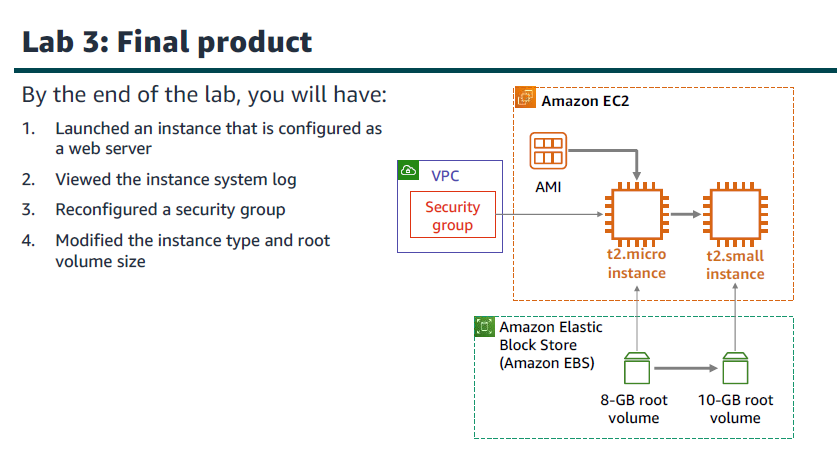 Lab 3: Final product
By the end of the lab, you will have:
1. Launched an instance that is configured as
a web server
2. Viewed the instance system log
3. Reconfigured a security group
4. Modified the instance type and root
volume size
Amazon EC2
AMI
VPC
Security
group
t2.micro
instance
t2.small
instance
Amazon Elastic
Block Store
(Amazon EBS)
8-GB root
volume
10-GB root
volume